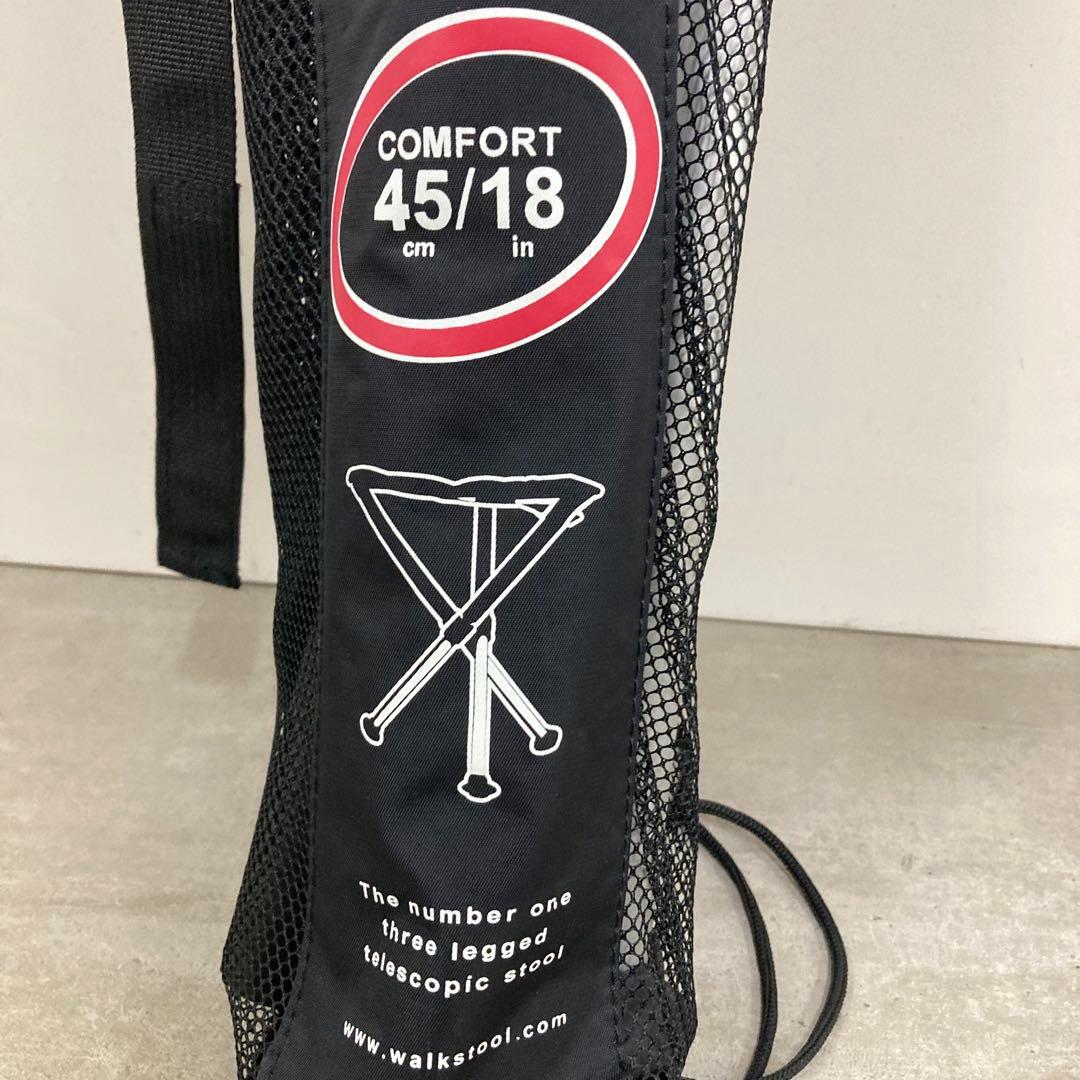 COMFORT
45/18
cm in
The number one
three legged
telescopic stool
www.walkstool.com